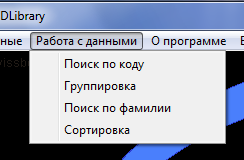 DLibrary
ные Работа с данными О программе
Поиск по коду
Группировка
Поиск по фамилии
Сортировка